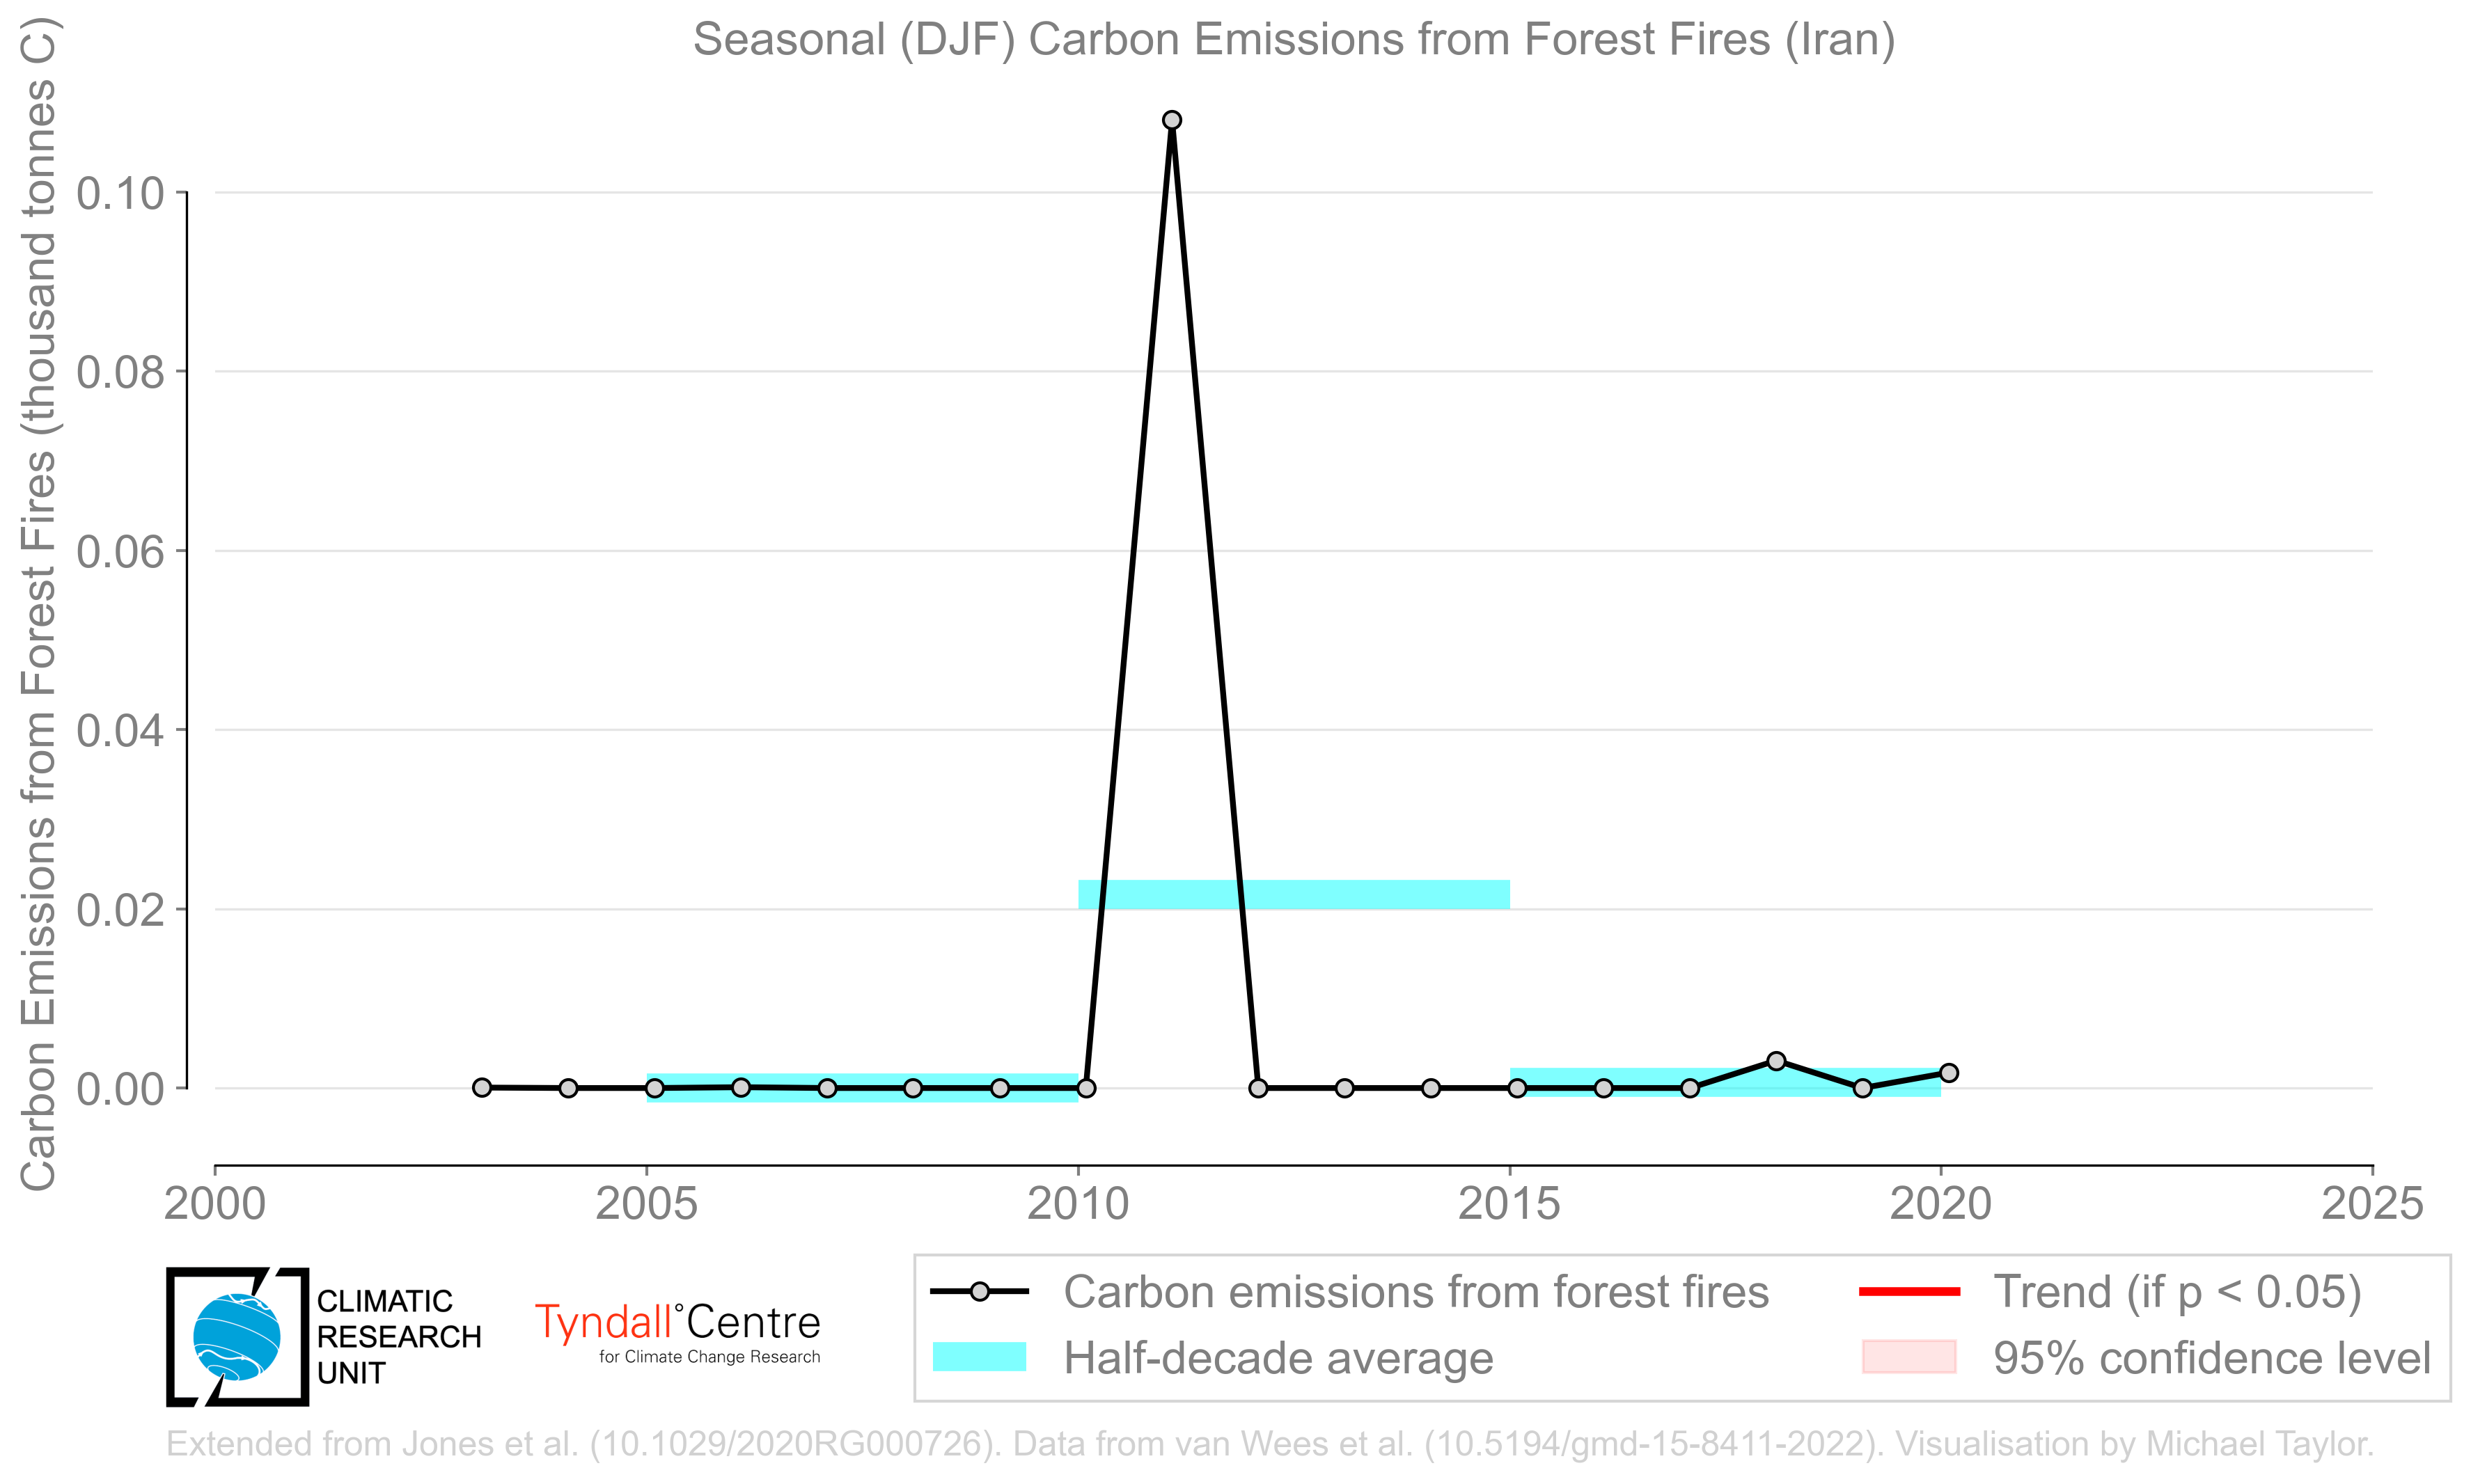 Seasonal (DJF) Carbon Emissions from Forest Fires (Iran)
Carbon Emissions from Forest Fires (thousand tonnes C)
0.10
0.08
0.06
0.04
0.02
0.00
2000 2005 2010 2015 2020 2025
CLIMATIC
RESEARCH
UNIT
Tyndall°Centre
for Climate Change Research
Carbon emissions from forest fires
Half-decade average
Trend (if p < 0.05)
95% confidence level
Extended from Jones et al. (10.1029/2020RG000726). Data from van Wees et al. (10.5194/gmd-15-8411-2022). Visualisation by Michael Taylor.